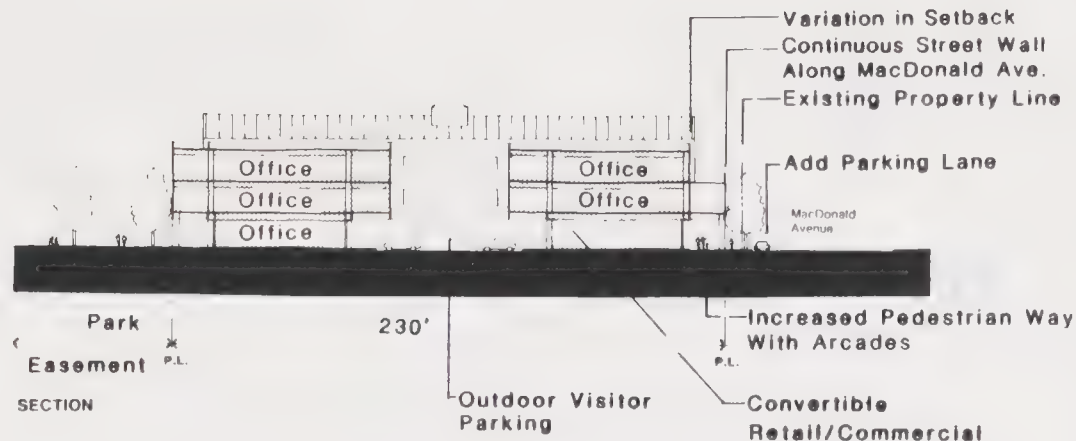 Variation in Setback
Continuous Street Wall
Along MacDonald Ave.
Existing Property Line
Add Parking Lane
MacDonald
Avenue
Office
Office
Office
Office
Office
Park
Easement
P.L.
230'
P.L.
Increased Pedestrian Way
With Arcades
SECTION
Outdoor Visitor
Parking
Convertible
Retail/Commercial